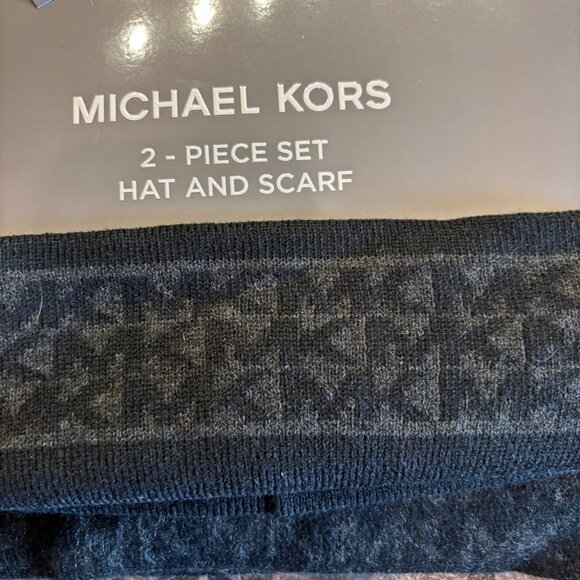 MICHAEL KORS
2 - PIECE SET
HAT AND SCARF